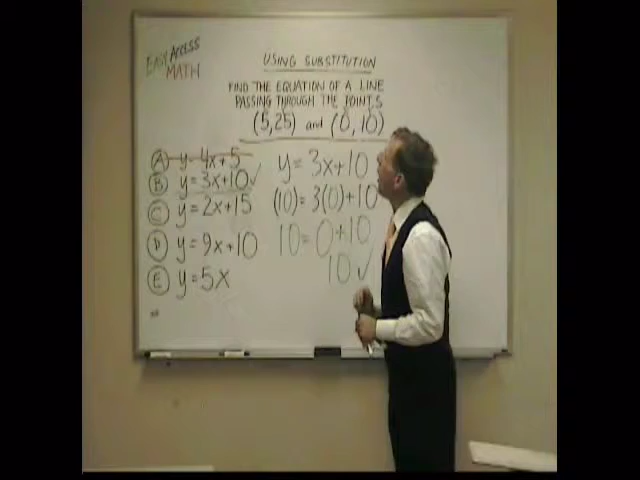 EASY ACCESS
MATH
USING SUBSTITUTION
FIND THE EQUATION OF A LINE
PASSING THROUGH THE POINTS
(5,25) and (0,10)
A y=4x+5
B y=3x+10 ✓
C y=2x+15
D y=9x+10
E y=5x
y=3x+10
(10)=3(0)+10
10=0+10
10 ✓